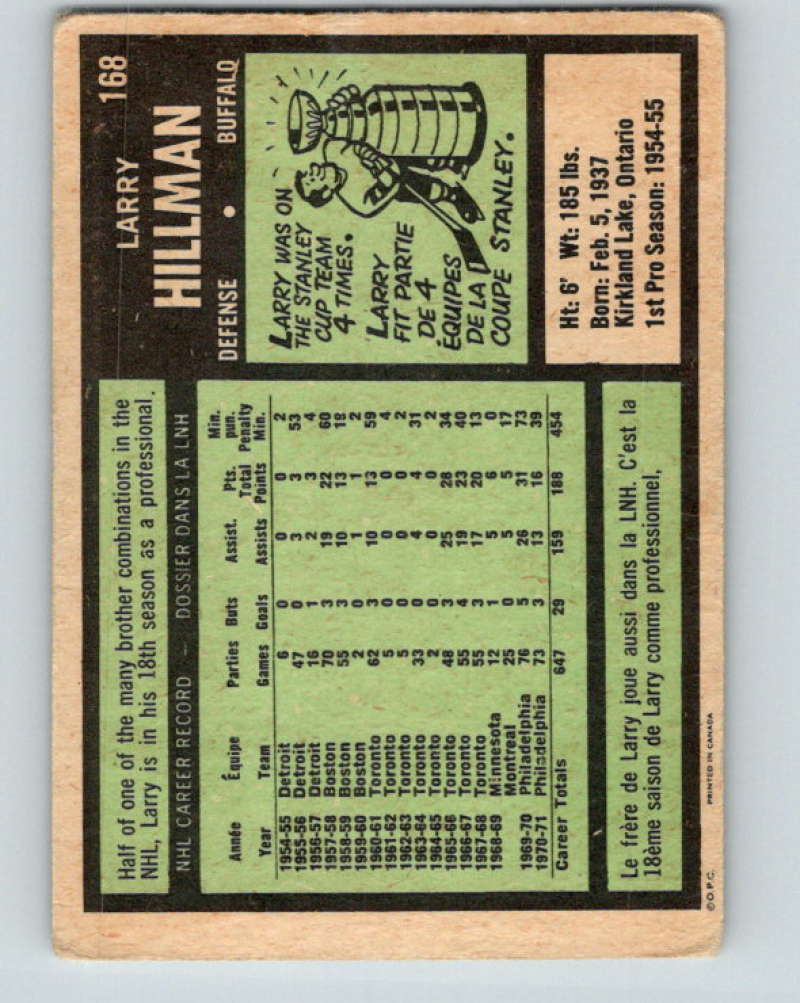 168
LARRY
HILLMAN
DEFENSE • BUFFALO
LARRY WAS ON
THE STANLEY
CUP TEAM
4 TIMES.
LARRY
FIT PARTIE
DE 4
ÉQUIPES
DE LA
COUPE STANLEY.
Ht: 6' Wt: 185 lbs.
Born: Feb. 5, 1937
Kirkland Lake, Ontario
1st Pro Season: 1954-55
Half of one of the many brother combinations in the
NHL, Larry is in his 18th season as a professional.
NHL CAREER RECORD — DOSSIER DANS LA LNH
Année Équipe Parties Buts Assist. Pts. Total Min. pun.
Year Team Games Goals Assists Points Penalty Min.
1954-55 Detroit 6 0 0 0 2
1955-56 Detroit 47 0 3 3 53
1956-57 Detroit 16 1 2 3 4
1957-58 Boston 70 3 19 22 60
1958-59 Boston 55 3 10 13 19
1959-60 Boston 2 0 1 1 2
1960-61 Toronto 62 3 10 13 59
1961-62 Toronto 5 0 0 0 4
1962-63 Toronto 5 0 0 0 2
1963-64 Toronto 33 0 4 4 31
1964-65 Toronto 2 0 0 0 2
1965-66 Toronto 48 3 25 28 34
1966-67 Toronto 55 4 19 23 40
1967-68 Toronto 55 3 17 20 13
1968-69 Minnesota 12 1 5 6 0
Montreal 25 0 5 5 17
1969-70 Philadelphia 76 5 26 31 73
1970-71 Philadelphia 73 3 13 16 39
Career Totals 647 29 159 188 454
Le frère de Larry joue aussi dans la LNH. C'est la
18ème saison de Larry comme professionnel,
©O.P.C. PRINTED IN CANADA